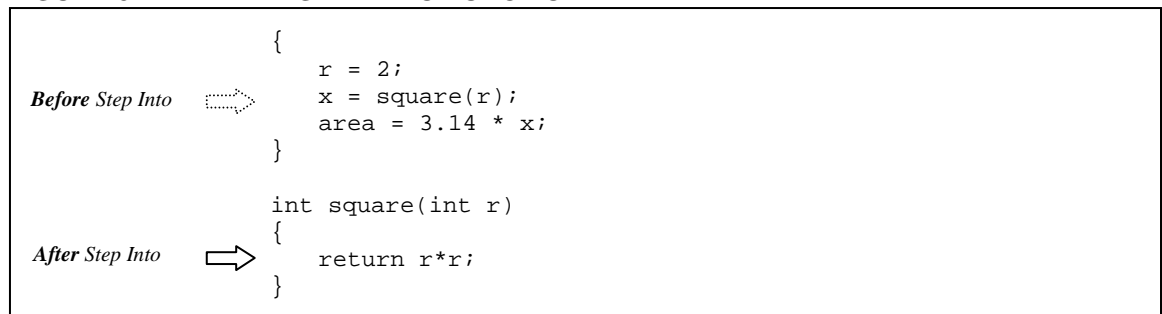 {
r = 2;
Before Step Into x = square(r);
area = 3.14 * x;
}
int square(int r)
{
After Step Into return r*r;
}